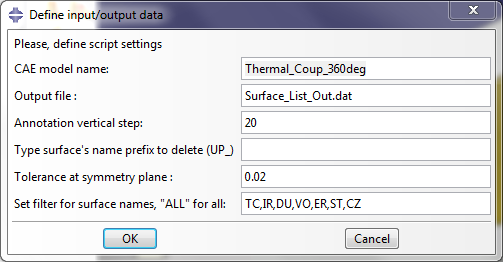 Define input/output data
Please, define script settings
CAE model name: Thermal_Coup_360deg
Output file : Surface_List_Out.dat
Annotation vertical step: 20
Type surface's name prefix to delete (UP_)
Tolerance at symmetry plane : 0.02
Set filter for surface names, "ALL" for all: TC,IR,DU,VO,ER,ST,CZ
OK Cancel